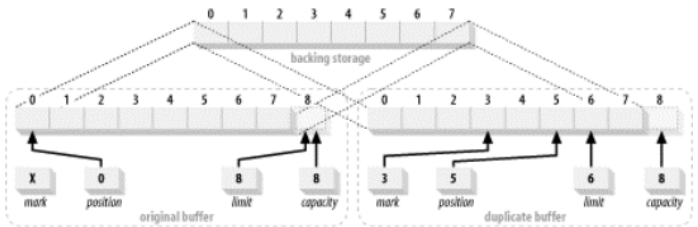 0 1 2 3 4 5 6 7
backing storage
0 1 2 3 4 5 6 7 8 0 1 2 3 4 5 6 7 8
X 0 8 8 3 5 6 8
mark position limit capacity mark position limit capacity
original buffer duplicate buffer